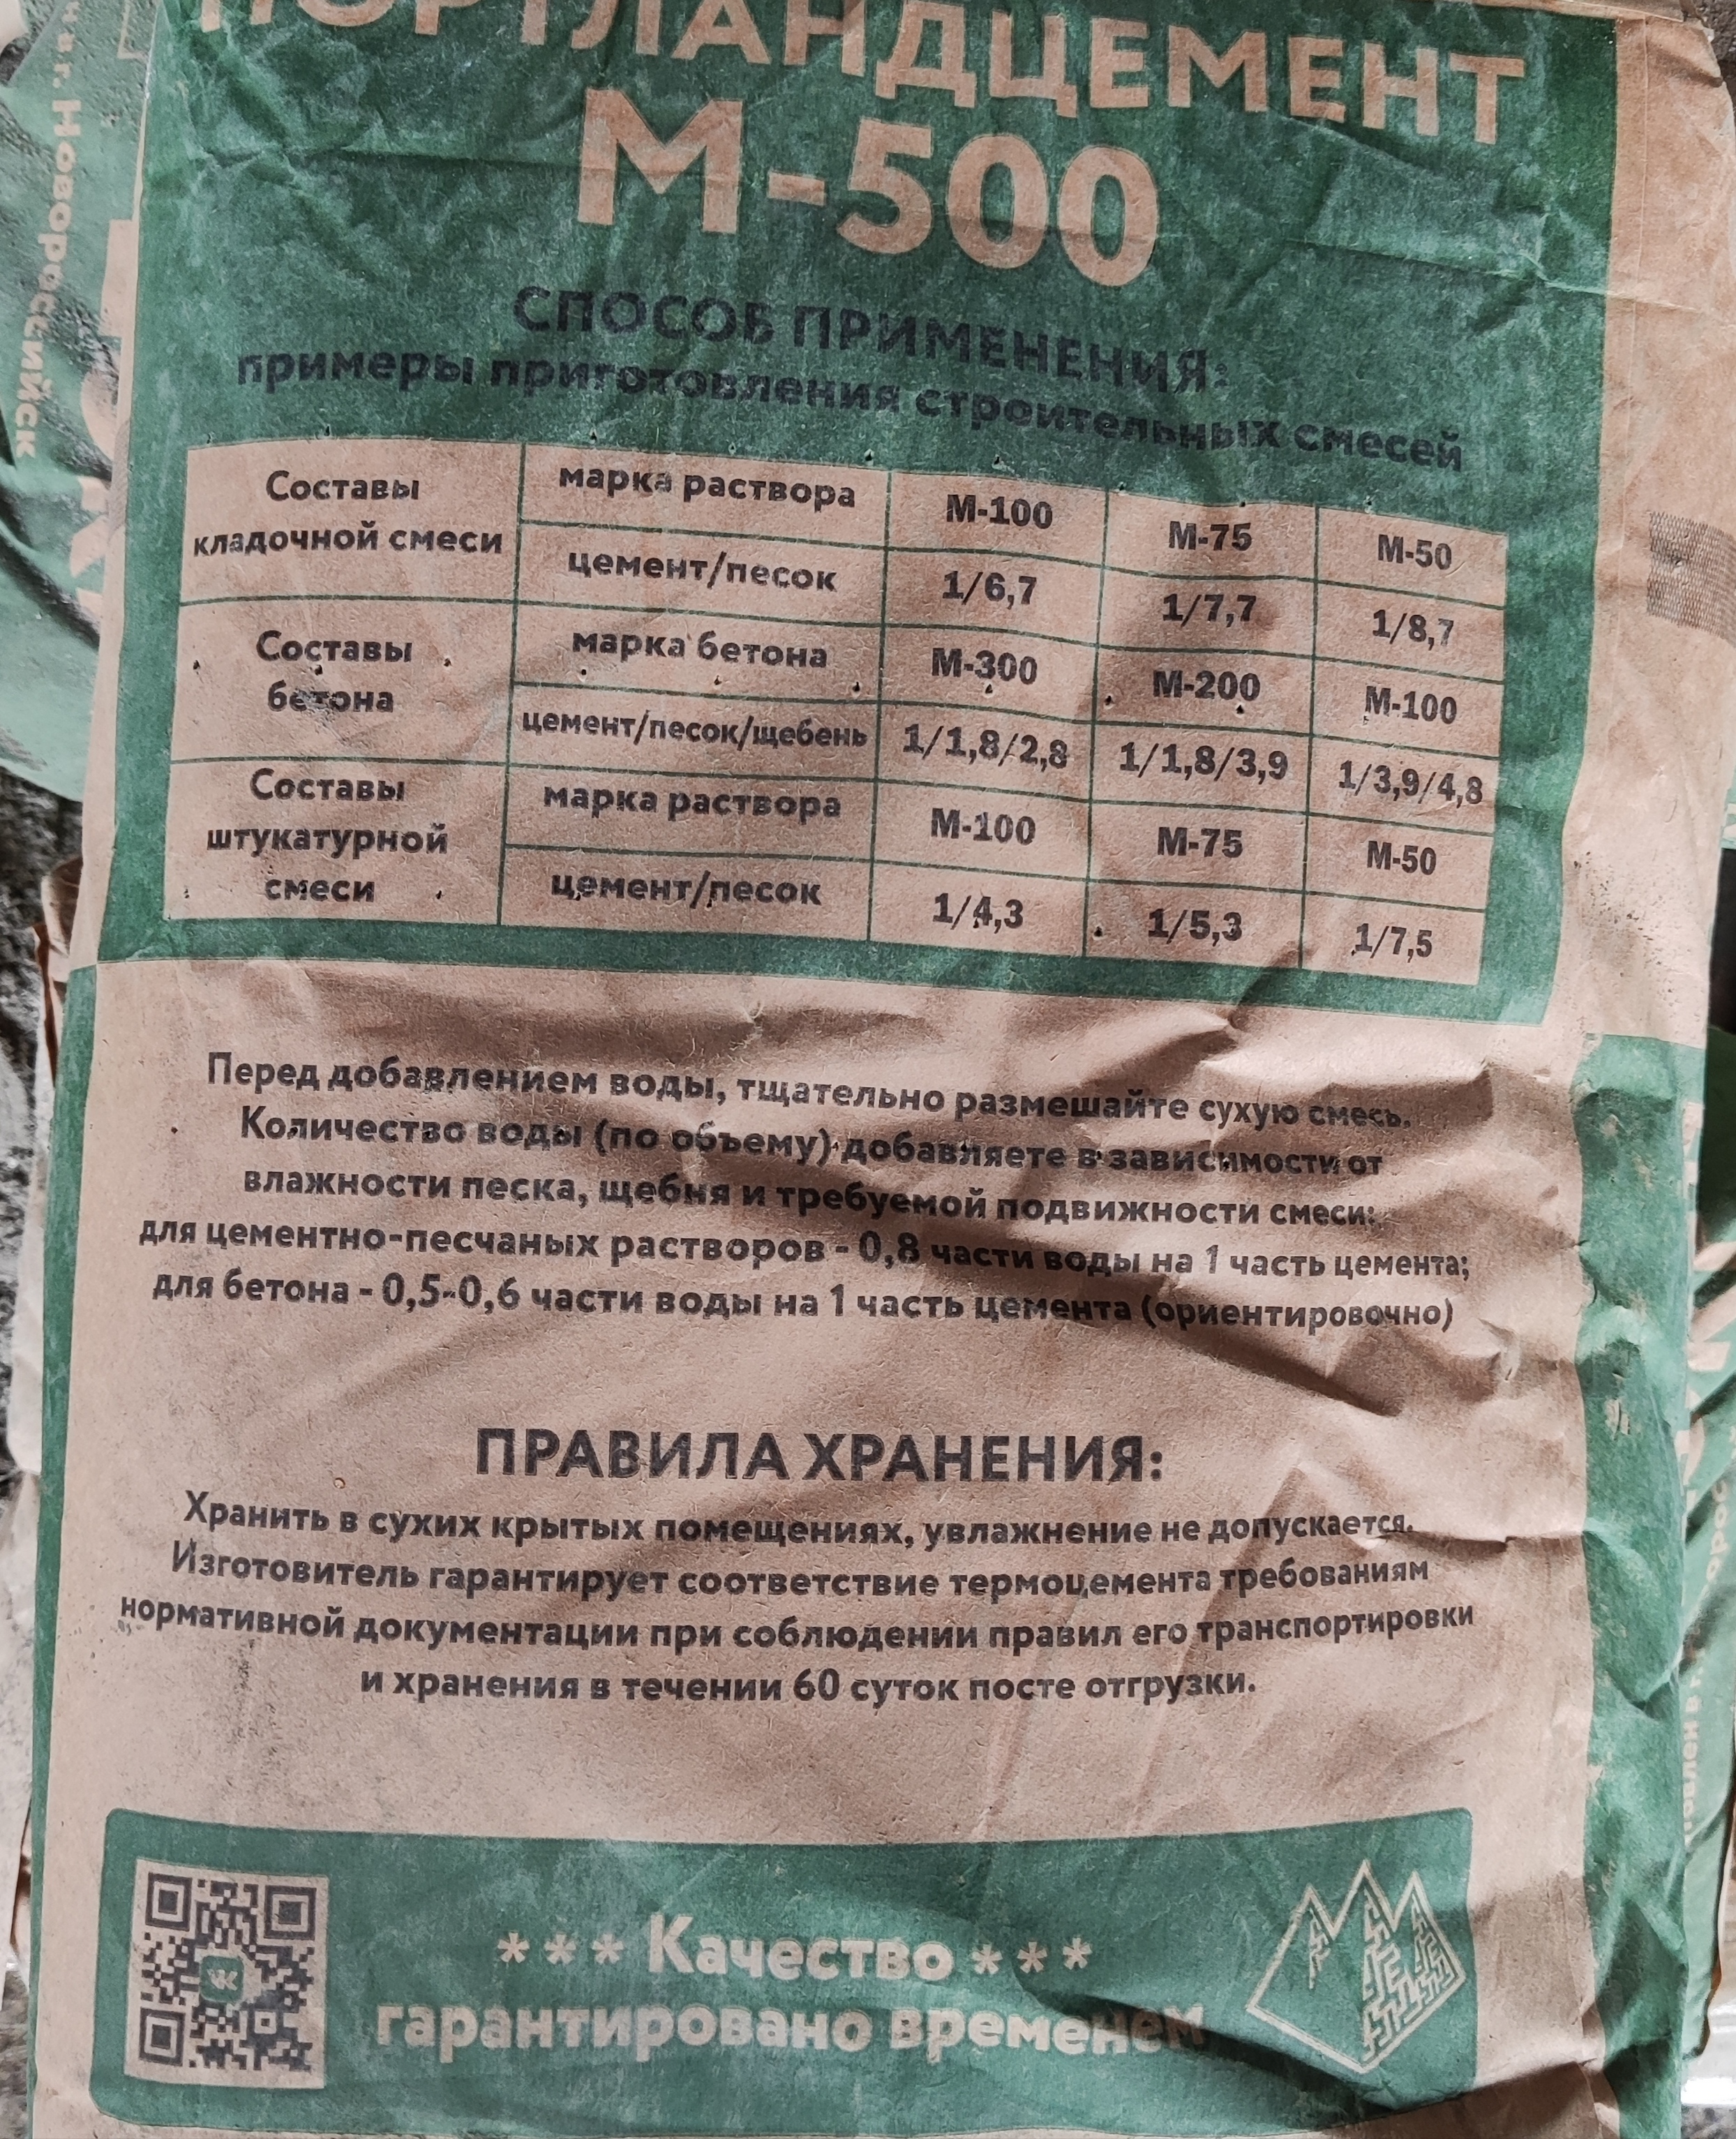 ПОРТЛАНДЦЕМЕНТ
М-500
СПОСОБ ПРИМЕНЕНИЯ:
примеры приготовления строительных смесей
Составы кладочной смеси
марка раствора М-100 М-75 М-50
цемент/песок 1/6,7 1/7,7 1/8,7
Составы бетона
марка бетона М-300 М-200 М-100
цемент/песок/щебень 1/1,8/2,8 1/1,8/3,9 1/3,9/4,8
Составы штукатурной смеси
марка раствора М-100 М-75 М-50
цемент/песок 1/4,3 1/5,3 1/7,5
Перед добавлением воды, тщательно размешайте сухую смесь.
Количество воды (по объему) добавляете в зависимости от
влажности песка, щебня и требуемой подвижности смеси:
для цементно-песчаных растворов - 0,8 части воды на 1 часть цемента;
для бетона - 0,5-0,6 части воды на 1 часть цемента (ориентировочно)
ПРАВИЛА ХРАНЕНИЯ:
Хранить в сухих крытых помещениях, увлажнение не допускается.
Изготовитель гарантирует соответствие термоцемента требованиям
нормативной документации при соблюдении правил его транспортировки
и хранения в течении 60 суток посте отгрузки.
*** Качество ***
гарантировано временем
г. Новороссийск